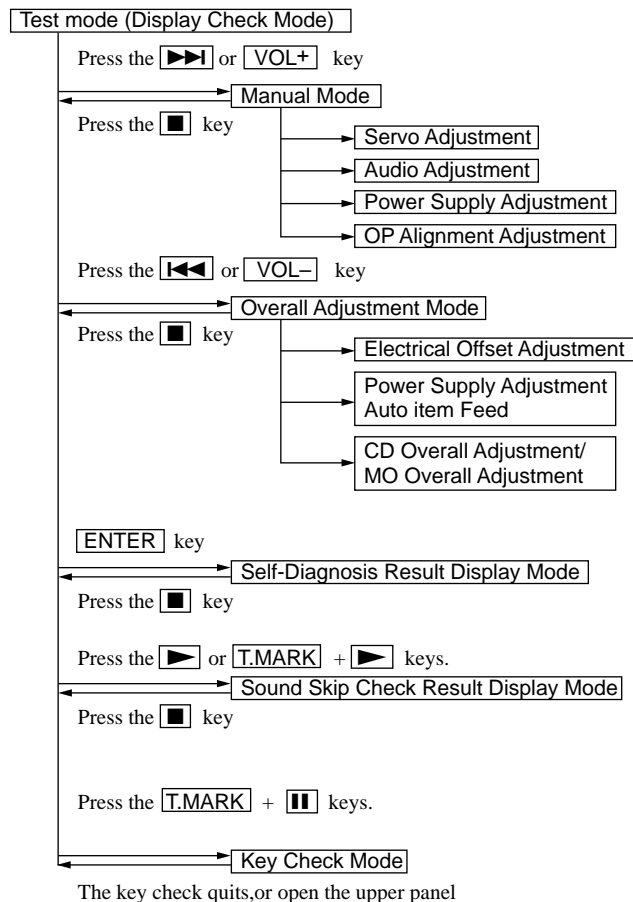 Test mode (Display Check Mode)
Press the ▶▶I or VOL+ key
Manual Mode
Press the ■ key
Servo Adjustment
Audio Adjustment
Power Supply Adjustment
OP Alignment Adjustment
Press the I◀◀ or VOL– key
Overall Adjustment Mode
Press the ■ key
Electrical Offset Adjustment
Power Supply Adjustment
Auto item Feed
CD Overall Adjustment/
MO Overall Adjustment
ENTER key
Self-Diagnosis Result Display Mode
Press the ■ key
Press the ▶ or T.MARK + ▶ keys.
Sound Skip Check Result Display Mode
Press the ■ key
Press the T.MARK + ❚❚ keys.
Key Check Mode
The key check quits,or open the upper panel